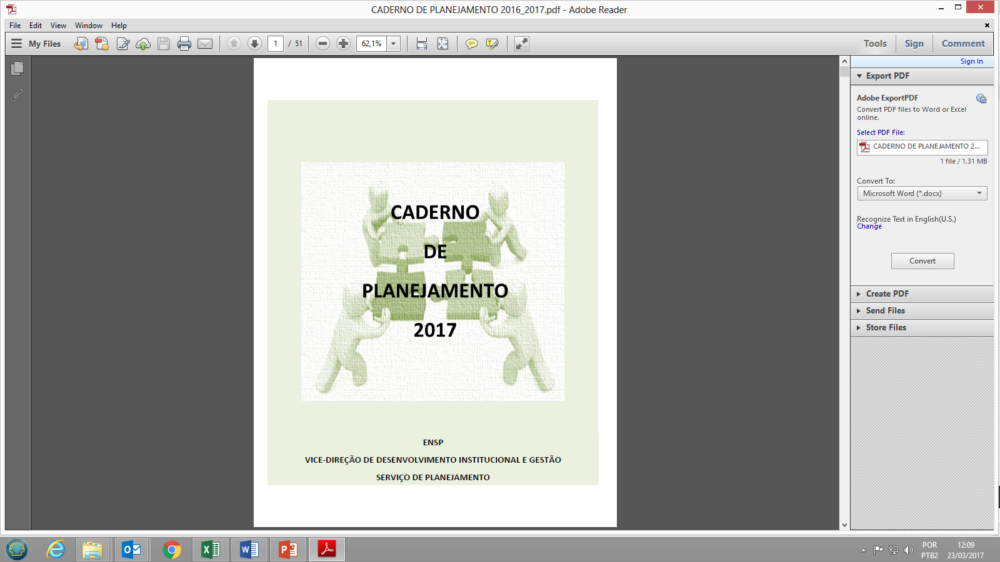 CADERNO DE PLANEJAMENTO 2016_2017.pdf - Adobe Reader
File Edit View Window Help
My Files 1 / 51 62,1% Tools Sign Comment
Sign In
Export PDF
Adobe ExportPDF
Convert PDF files to Word or Excel
online.
Select PDF File:
CADERNO DE PLANEJAMENTO 2...
1 file / 1.31 MB
Convert To:
Microsoft Word (*.docx)
Recognize Text in English(U.S.)
Change
Convert
Create PDF
Send Files
Store Files
CADERNO
DE
PLANEJAMENTO
2017
ENSP
VICE-DIREÇÃO DE DESENVOLVIMENTO INSTITUCIONAL E GESTÃO
SERVIÇO DE PLANEJAMENTO
POR 12:09
PTB2 23/03/2017